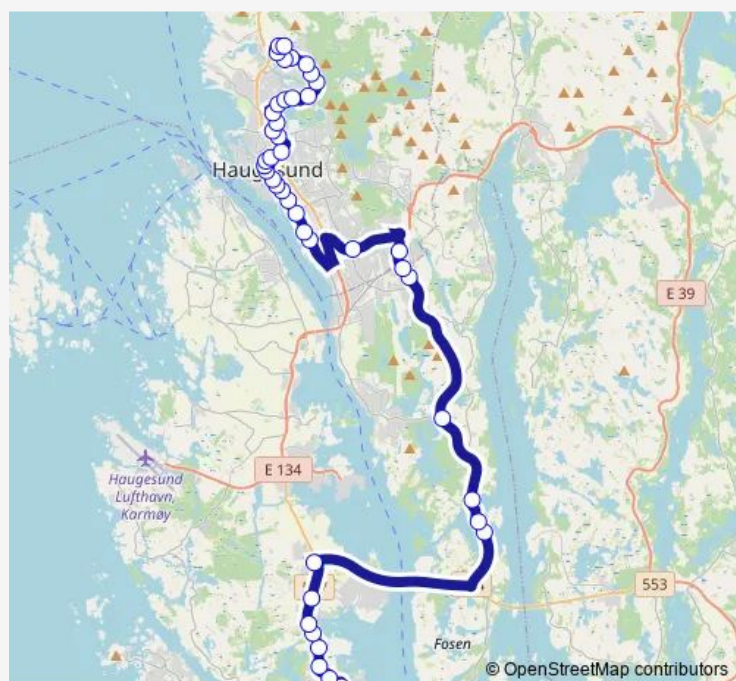 Haugesund
E 39
E 134
Haugesund
Lufthavn,
Karmøy
553
Fosen
© OpenStreetMap contributors